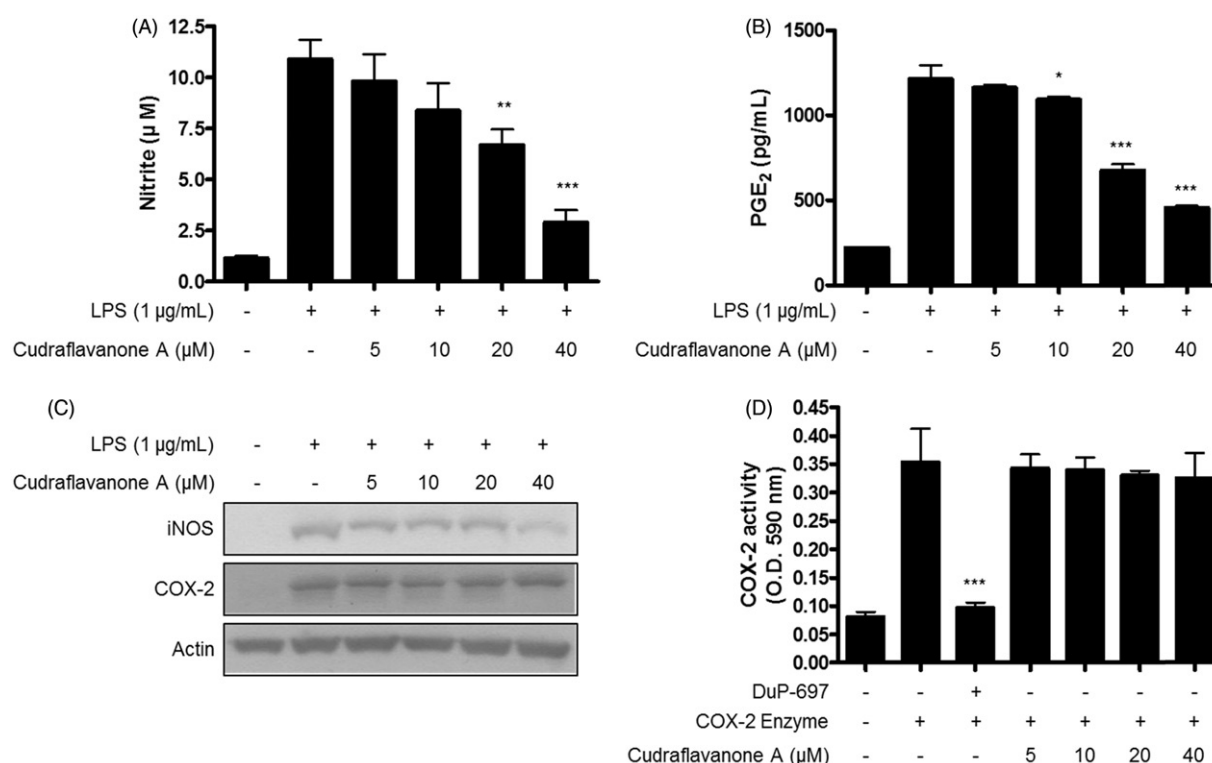 (A)
12.5
10.0
7.5
5.0
2.5
0.0
Nitrite (µ M)
**
***
LPS (1 µg/mL) - + + + + +
Cudraflavanone A (µM) - - 5 10 20 40
(B)
1500
1000
500
0
PGE2 (pg/mL)
*
***
***
LPS (1 µg/mL) - + + + + +
Cudraflavanone A (µM) - - 5 10 20 40
(C)
LPS (1 µg/mL) - + + + + +
Cudraflavanone A (µM) - - 5 10 20 40
iNOS
COX-2
Actin
(D)
0.45
0.40
0.35
0.30
0.25
0.20
0.15
0.10
0.05
0.00
COX-2 activity
(O.D. 590 nm)
***
DuP-697 - - + - - - -
COX-2 Enzyme - + + + + + +
Cudraflavanone A (µM) - - - 5 10 20 40